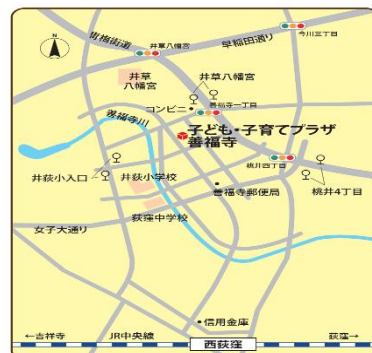 今川三丁目
早稲田通り
青梅街道
井草八幡宮
井草
八幡宮
井草八幡宮
コンビニ
善福寺一丁目
善福寺川
子ども・子育てプラザ
善福寺
桃井四丁目
井荻小入口
井荻小学校
桃井4丁目
善福寺郵便局
荻窪中学校
女子大通り
信用金庫
←吉祥寺
JR中央線
西荻窪
荻窪→